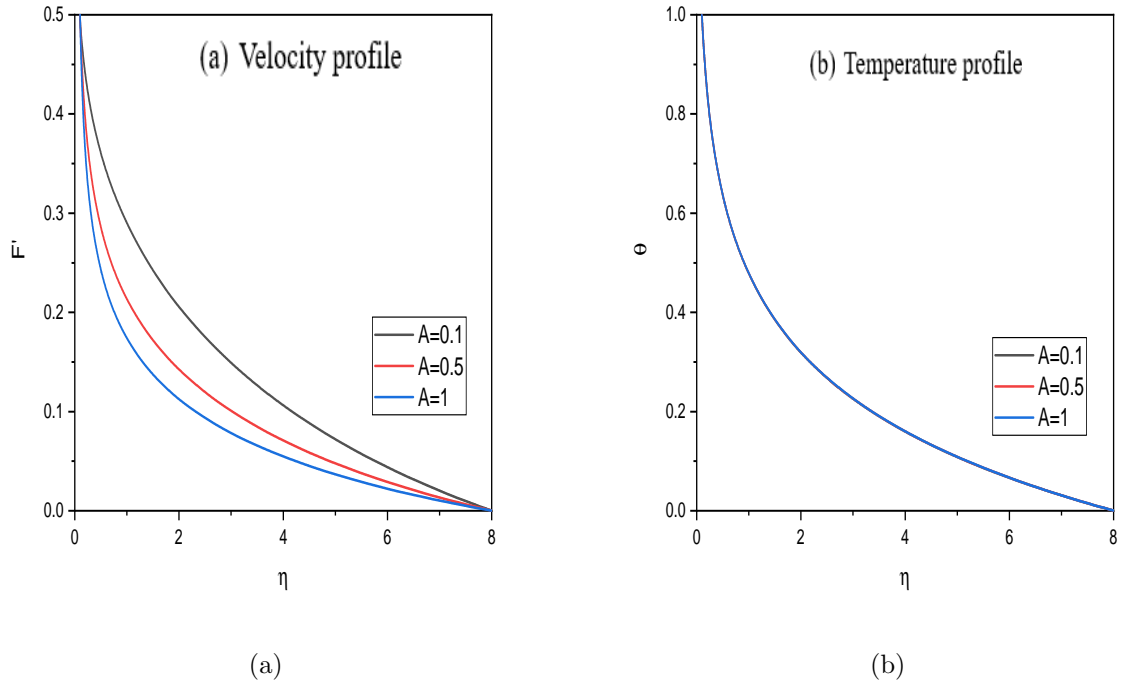 (a) Velocity profile
0.5
0.4
0.3
0.2
0.1
0.0
F'
A=0.1
A=0.5
A=1
0 2 4 6 8
η
(a)
(b) Temperature profile
1.0
0.8
0.6
0.4
0.2
0.0
Θ
A=0.1
A=0.5
A=1
0 2 4 6 8
η
(b)